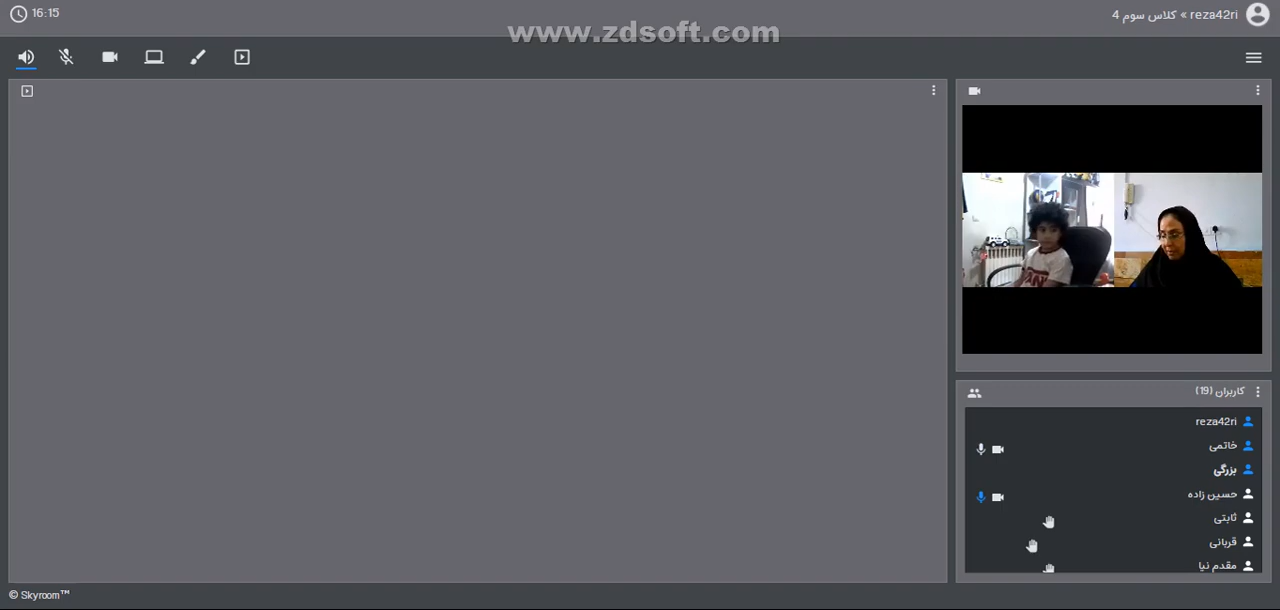 16:15
www.zdsoft.com
reza42ri » کلاس سوم 4
کاربران (19)
reza42ri
خاتمی
بزرگی
حسین زاده
ثابتی
قربانی
مقدم نیا
© Skyroom™